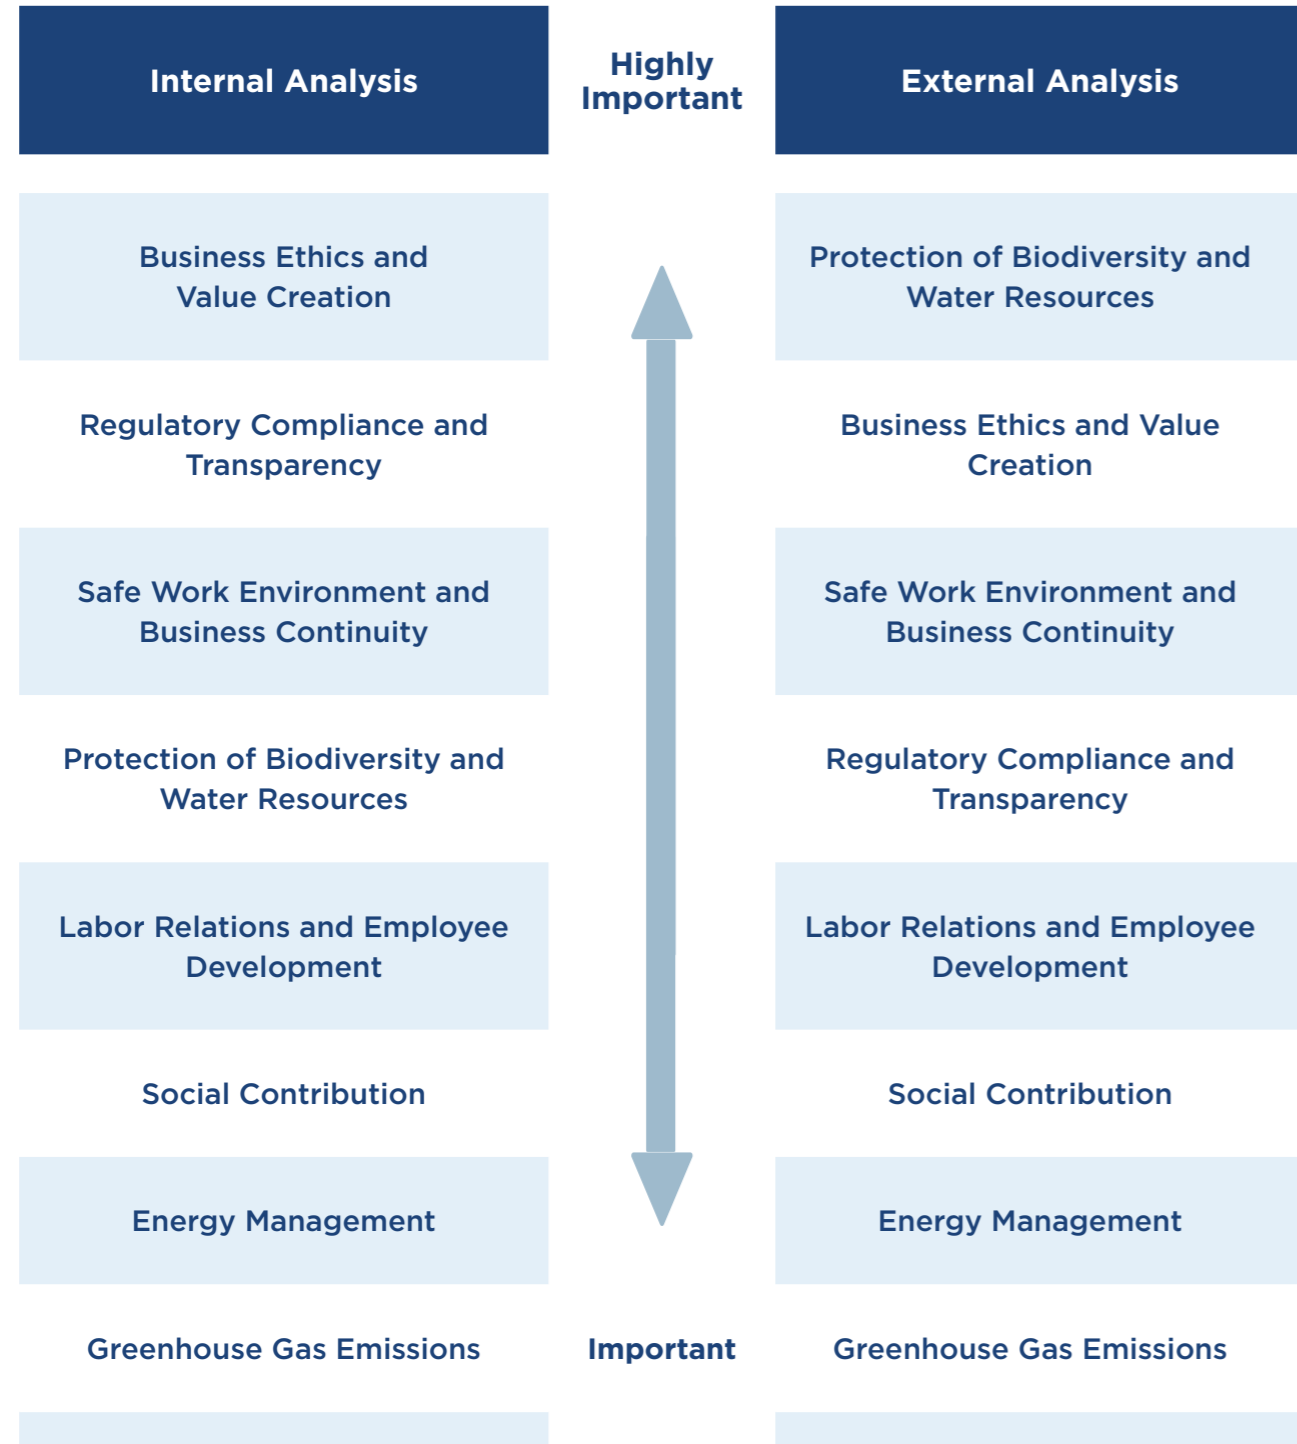 Internal Analysis
Highly
Important
External Analysis
Business Ethics and
Value Creation
Protection of Biodiversity and
Water Resources
Regulatory Compliance and
Transparency
Business Ethics and Value
Creation
Safe Work Environment and
Business Continuity
Safe Work Environment and
Business Continuity
Protection of Biodiversity and
Water Resources
Regulatory Compliance and
Transparency
Labor Relations and Employee
Development
Labor Relations and Employee
Development
Social Contribution
Social Contribution
Energy Management
Energy Management
Greenhouse Gas Emissions
Important
Greenhouse Gas Emissions